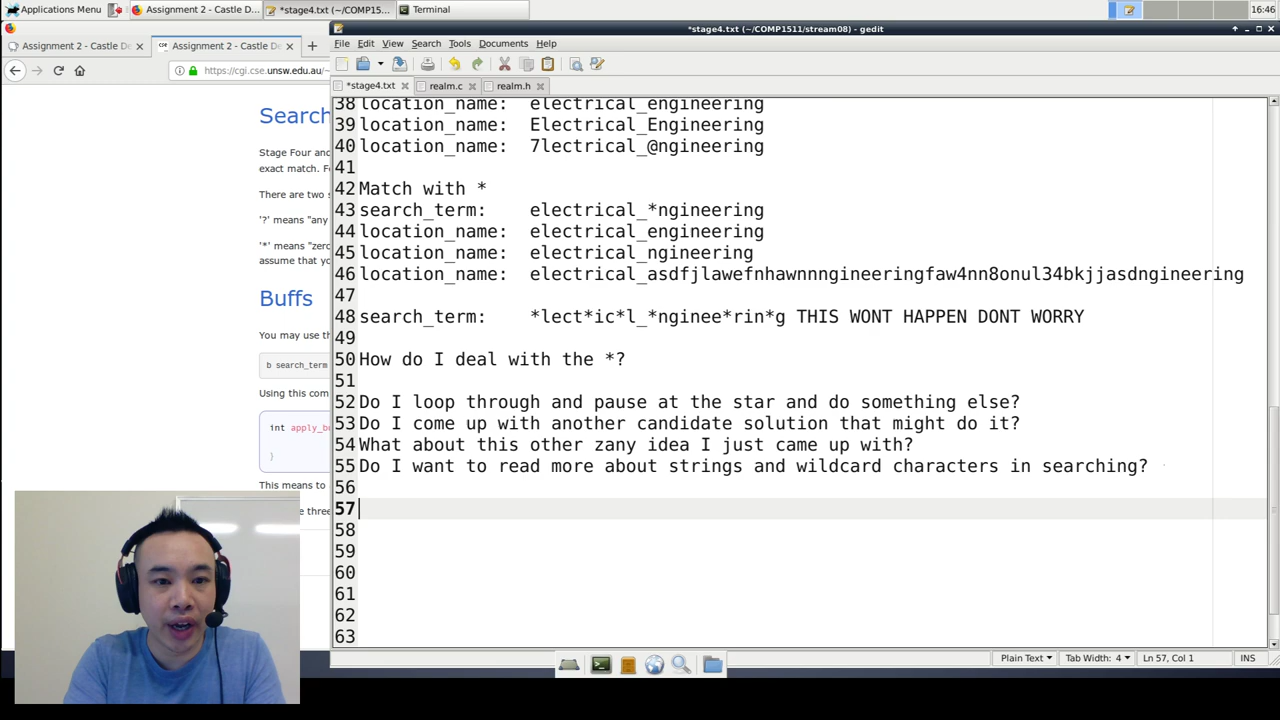 Applications Menu
Assignment 2 - Castle D...
*stage4.txt (~/COMP15...
Terminal
16:46
*stage4.txt (~/COMP1511/stream08) - gedit
Assignment 2 - Castle De
Assignment 2 - Castle De
File Edit View Search Tools Documents Help
https://cgi.cse.unsw.edu.au/~
*stage4.txt
realm.c
realm.h
Search
Stage Four and
exact match. Fo
There are two s
'?' means "any
'*' means "zero
assume that yo
Buffs
You may use th
b search_term
Using this com
int apply_bu
}
This means to
e three
38 location_name: electrical_engineering
39 location_name: Electrical_Engineering
40 location_name: 7lectrical_@ngineering
41
42 Match with *
43 search_term: electrical_*ngineering
44 location_name: electrical_engineering
45 location_name: electrical_ngineering
46 location_name: electrical_asdfjlawefnhawnnngineeringfaw4nn8onul34bkjjasdngineering
47
48 search_term: *lect*ic*l_*nginee*rin*g THIS WONT HAPPEN DONT WORRY
49
50 How do I deal with the *?
51
52 Do I loop through and pause at the star and do something else?
53 Do I come up with another candidate solution that might do it?
54 What about this other zany idea I just came up with?
55 Do I want to read more about strings and wildcard characters in searching?
56
57
58
59
60
61
62
63
Plain Text Tab Width: 4 Ln 57, Col 1 INS